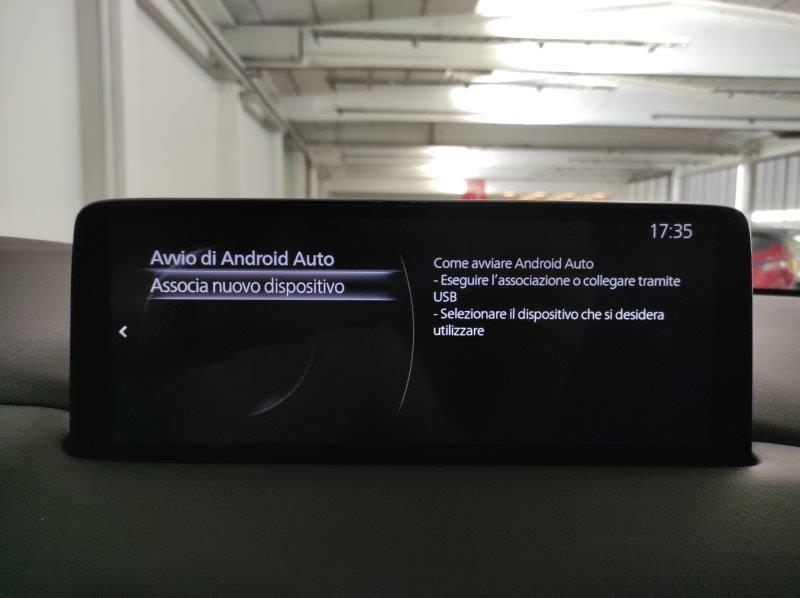 17:35
Avvio di Android Auto
Associa nuovo dispositivo
Come avviare Android Auto
- Eseguire l'associazione o collegare tramite
USB
- Selezionare il dispositivo che si desidera
utilizzare